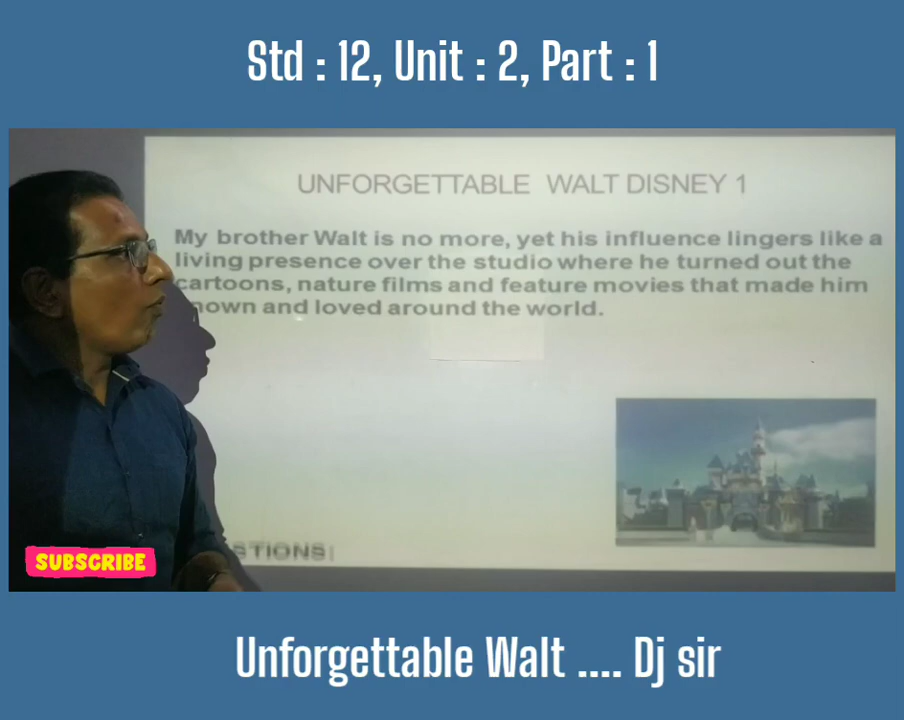 Std : 12, Unit : 2, Part : 1
UNFORGETTABLE WALT DISNEY 1
My brother Walt is no more, yet his influence lingers like a
living presence over the studio where he turned out the
cartoons, nature films and feature movies that made him
nown and loved around the world.
STIONS
SUBSCRIBE
Unforgettable Walt .... Dj sir